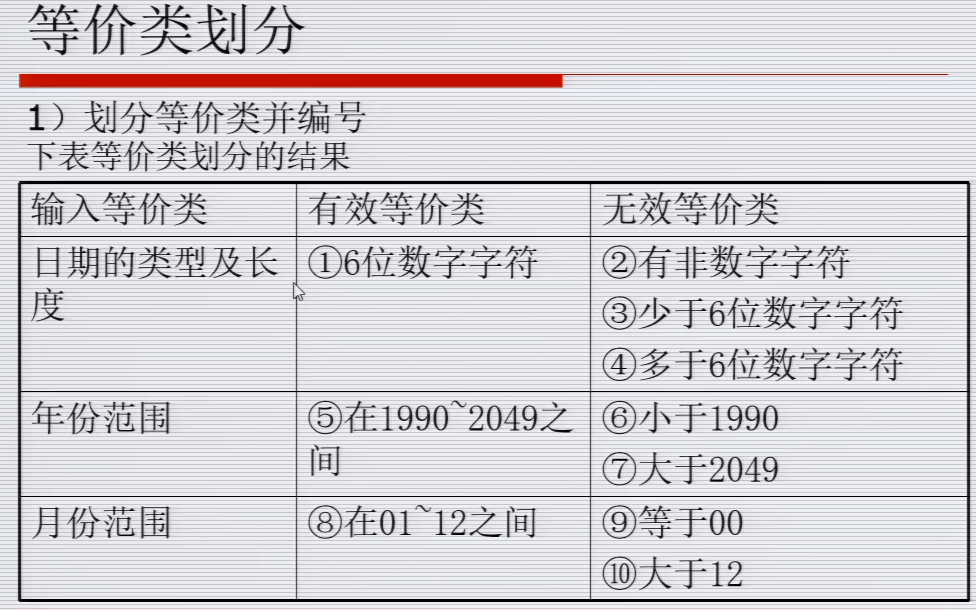 等价类划分
1）划分等价类并编号
下表等价类划分的结果
输入等价类 有效等价类 无效等价类
日期的类型及长度 ①6位数字字符 ②有非数字字符
③少于6位数字字符
④多于6位数字字符
年份范围 ⑤在1990~2049之间 ⑥小于1990
⑦大于2049
月份范围 ⑧在01~12之间 ⑨等于00
⑩大于12